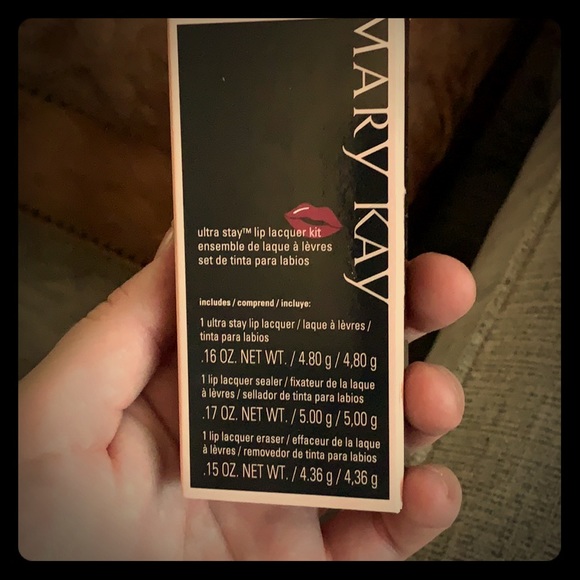 MARY KAY
ultra stay™ lip lacquer kit
ensemble de laque à lèvres
set de tinta para labios
includes / comprend / incluye:
1 ultra stay lip lacquer / laque à lèvres /
tinta para labios
.16 OZ. NET WT. / 4.80 g / 4,80 g
1 lip lacquer sealer / fixateur de la laque
à lèvres / sellador de tinta para labios
.17 OZ. NET WT. / 5.00 g / 5,00 g
1 lip lacquer eraser / effaceur de la laque
à lèvres / removedor de tinta para labios
.15 OZ. NET WT. / 4.36 g / 4,36 g